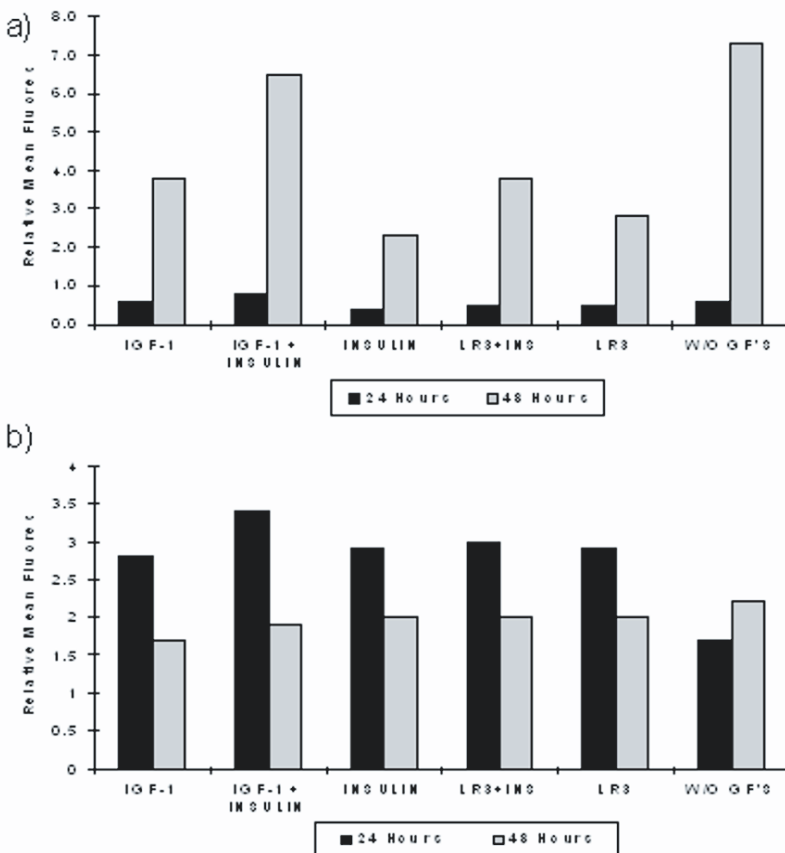 a)
8.0
7.0
6.0
5.0
4.0
3.0
2.0
1.0
0.0
Relative Mean Fluoresc
IGF-1
IGF-1 +
INSULIN
INSULIN
LR3+INS
LR3
W/O GF'S
24 Hours
48 Hours
b)
4
3.5
3
2.5
2
1.5
1
0.5
0
Relative Mean Fluoresc
IGF-1
IGF-1 +
INSULIN
INSULIN
LR3+INS
LR3
W/O GF'S
24 Hours
48 Hours